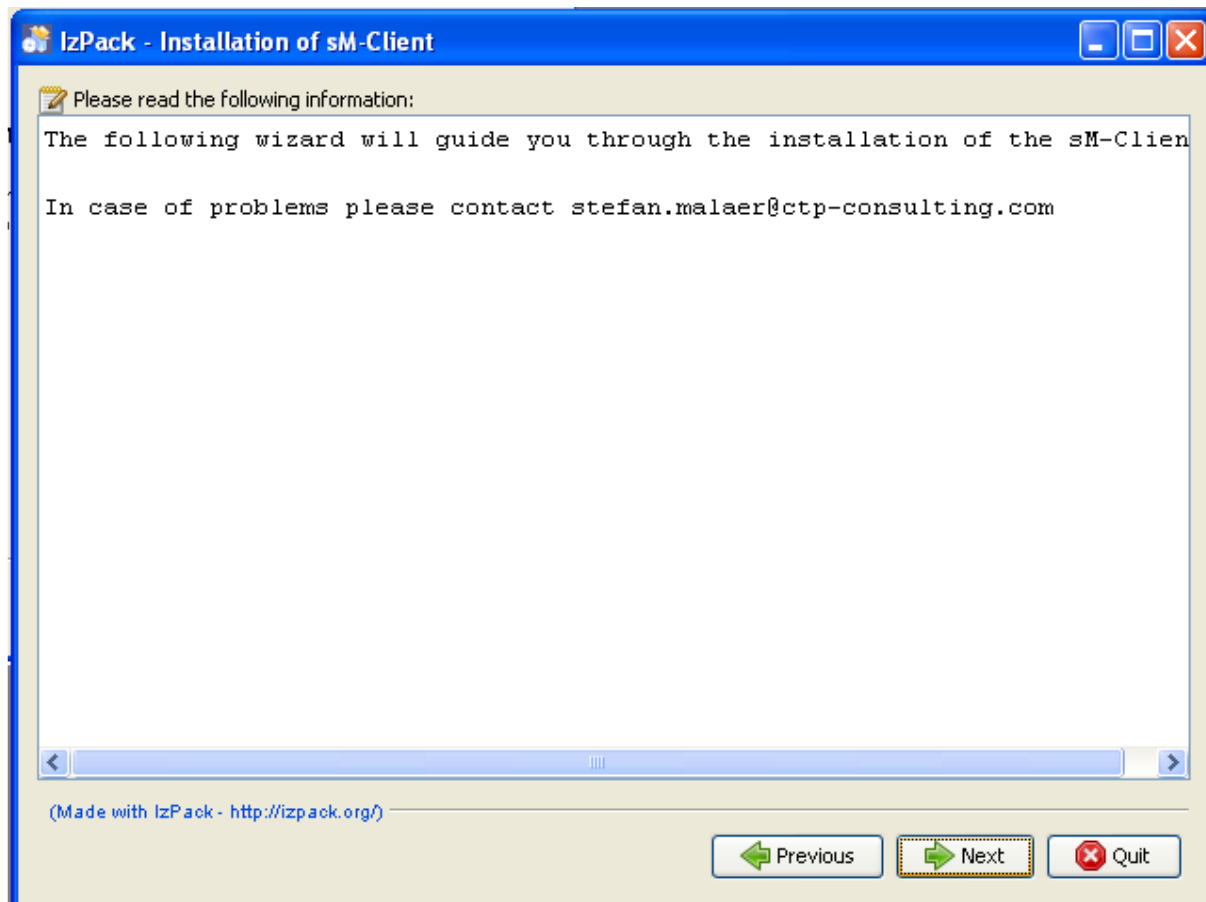 IzPack - Installation of sM-Client
Please read the following information:
The following wizard will guide you through the installation of the sM-Clien
In case of problems please contact stefan.malaer@ctp-consulting.com
(Made with IzPack - http://izpack.org/)
Previous
Next
Quit